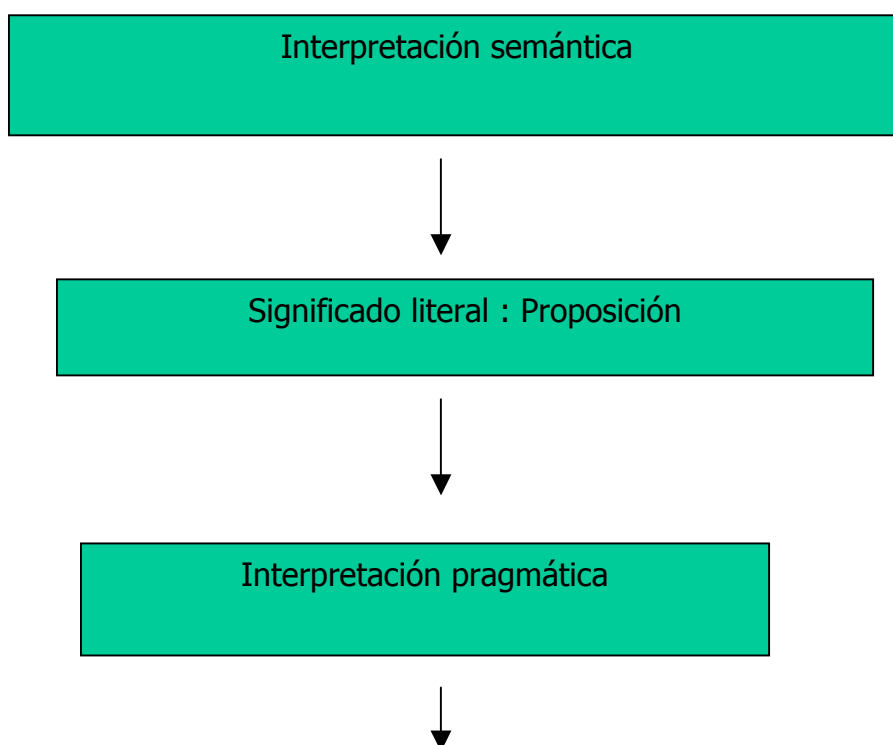 Interpretación semántica
Significado literal : Proposición
Interpretación pragmática